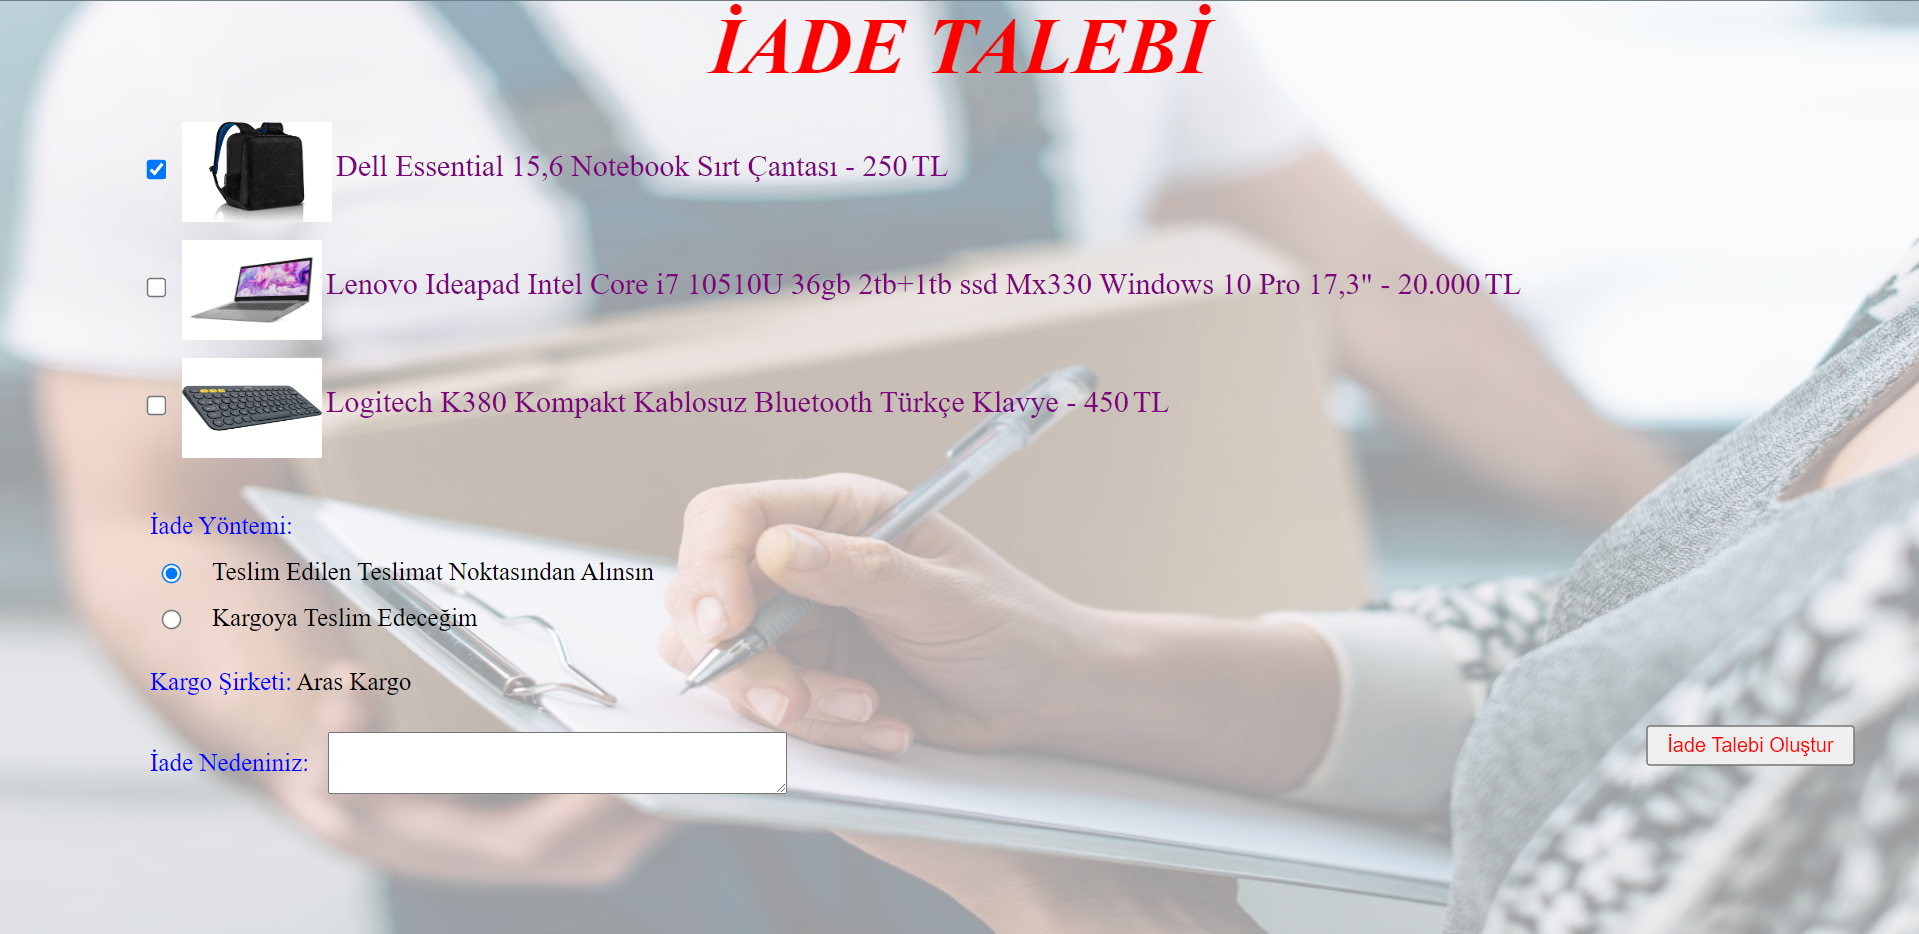 İADE TALEBİ
Dell Essential 15,6 Notebook Sırt Çantası - 250 TL
Lenovo Ideapad Intel Core i7 10510U 36gb 2tb+1tb ssd Mx330 Windows 10 Pro 17,3" - 20.000 TL
Logitech K380 Kompakt Kablosuz Bluetooth Türkçe Klavye - 450 TL
İade Yöntemi:
Teslim Edilen Teslimat Noktasından Alınsın
Kargoya Teslim Edeceğim
Kargo Şirketi: Aras Kargo
İade Nedeniniz:
İade Talebi Oluştur